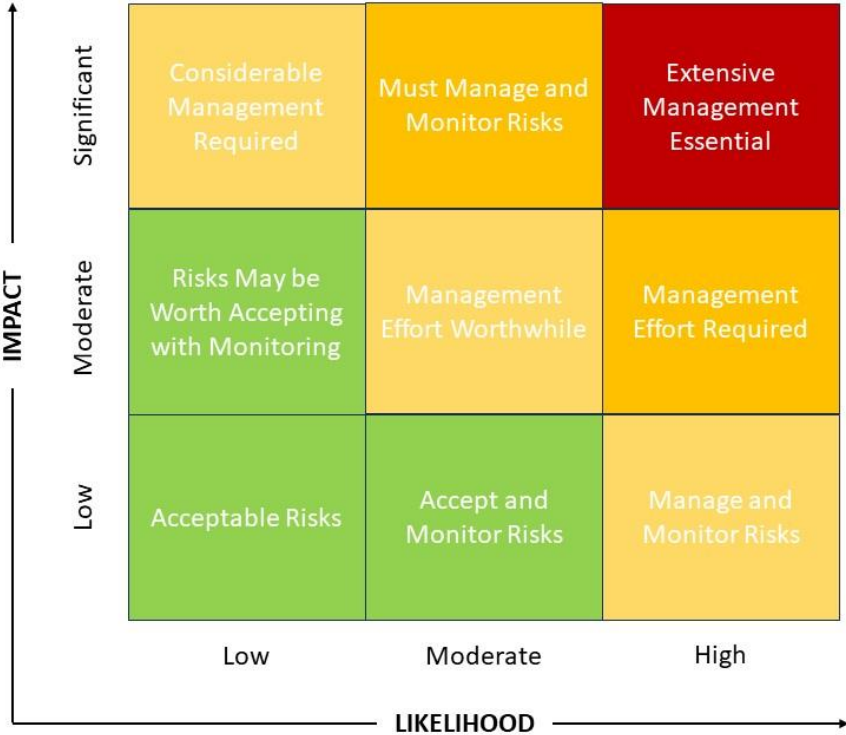 Significant
Considerable
Management
Required
Must Manage and
Monitor Risks
Extensive
Management
Essential
IMPACT
Moderate
Risks May be
Worth Accepting
with Monitoring
Management
Effort Worthwhile
Management
Effort Required
Low
Acceptable Risks
Accept and
Monitor Risks
Manage and
Monitor Risks
Low
Moderate
High
LIKELIHOOD